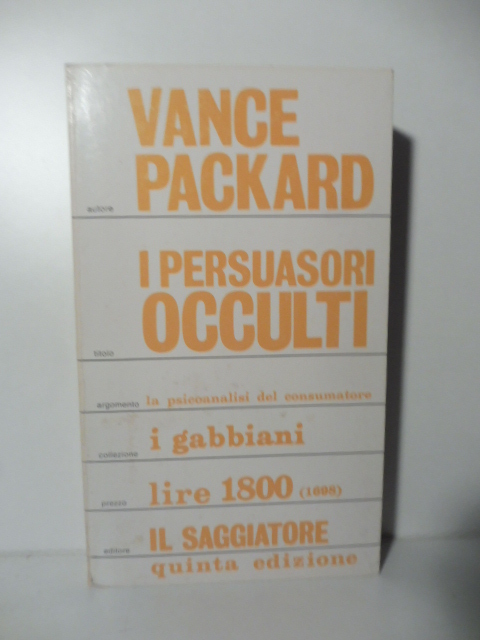 VANCE
autore PACKARD
I PERSUASORI
OCCULTI
titolo
argomento la psicoanalisi del consumatore
collezione i gabbiani
prezzo lire 1800 (1698)
editore IL SAGGIATORE
quinta edizione